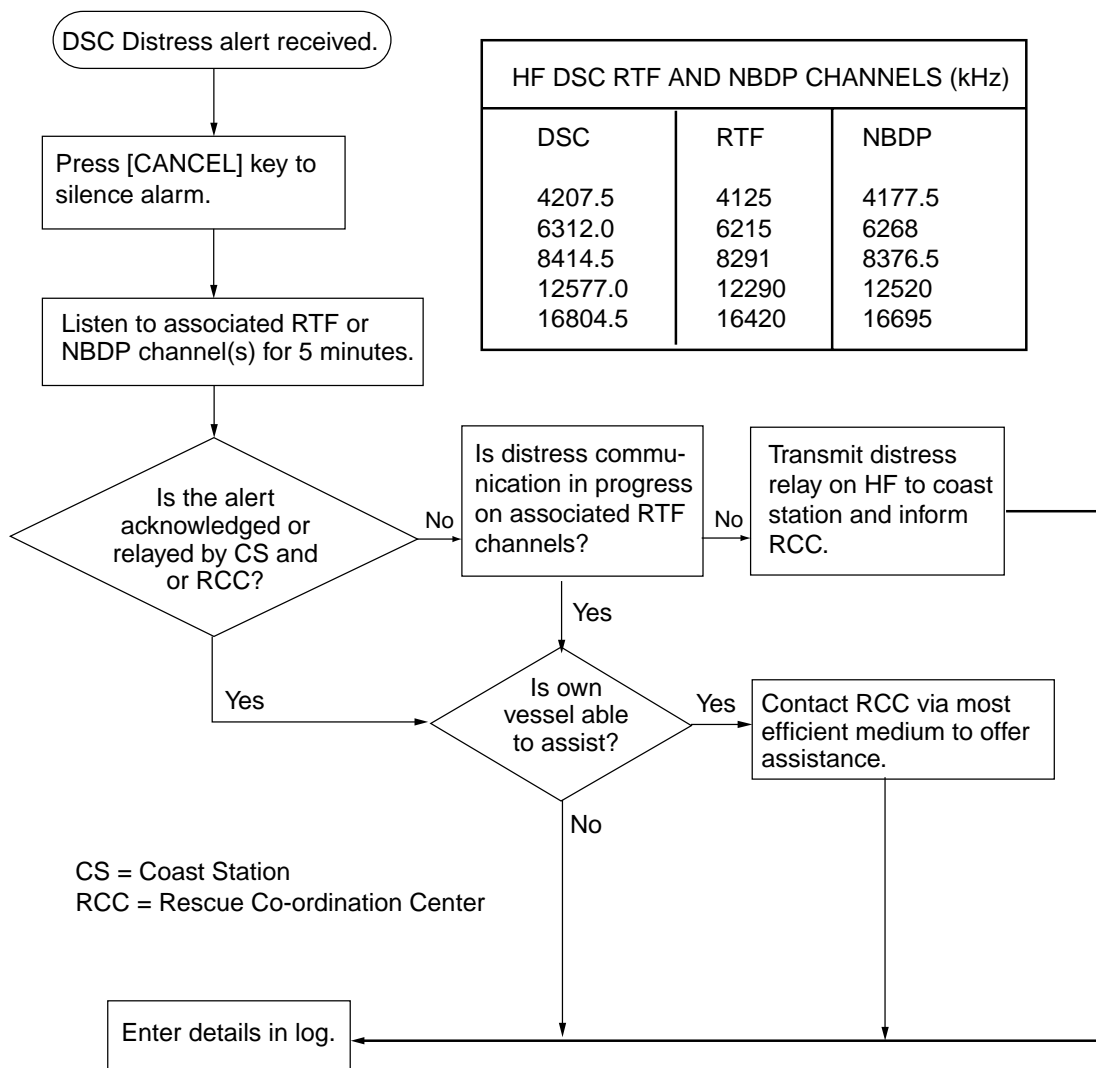 DSC Distress alert received.
HF DSC RTF AND NBDP CHANNELS (kHz)
DSC RTF NBDP
4207.5 4125 4177.5
6312.0 6215 6268
8414.5 8291 8376.5
12577.0 12290 12520
16804.5 16420 16695
Press [CANCEL] key to
silence alarm.
Listen to associated RTF or
NBDP channel(s) for 5 minutes.
Is the alert
acknowledged or
relayed by CS and
or RCC?
No
Is distress commu-
nication in progress
on associated RTF
channels?
No
Transmit distress
relay on HF to coast
station and inform
RCC.
Yes
Yes
Is own
vessel able
to assist?
Yes
Contact RCC via most
efficient medium to offer
assistance.
No
CS = Coast Station
RCC = Rescue Co-ordination Center
Enter details in log.